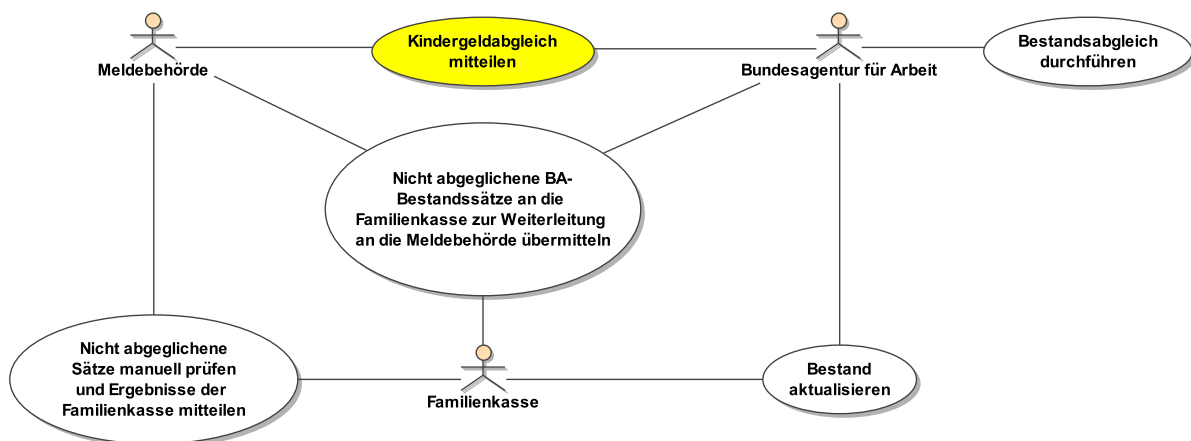 Kindergeldabgleich
mitteilen
Bestandsabgleich
durchführen
Meldebehörde
Bundesagentur für Arbeit
Nicht abgeglichene BA-
Bestandssätze an die
Familienkasse zur Weiterleitung
an die Meldebehörde übermitteln
Nicht abgeglichene
Sätze manuell prüfen
und Ergebnisse der
Familienkasse mitteilen
Familienkasse
Bestand
aktualisieren